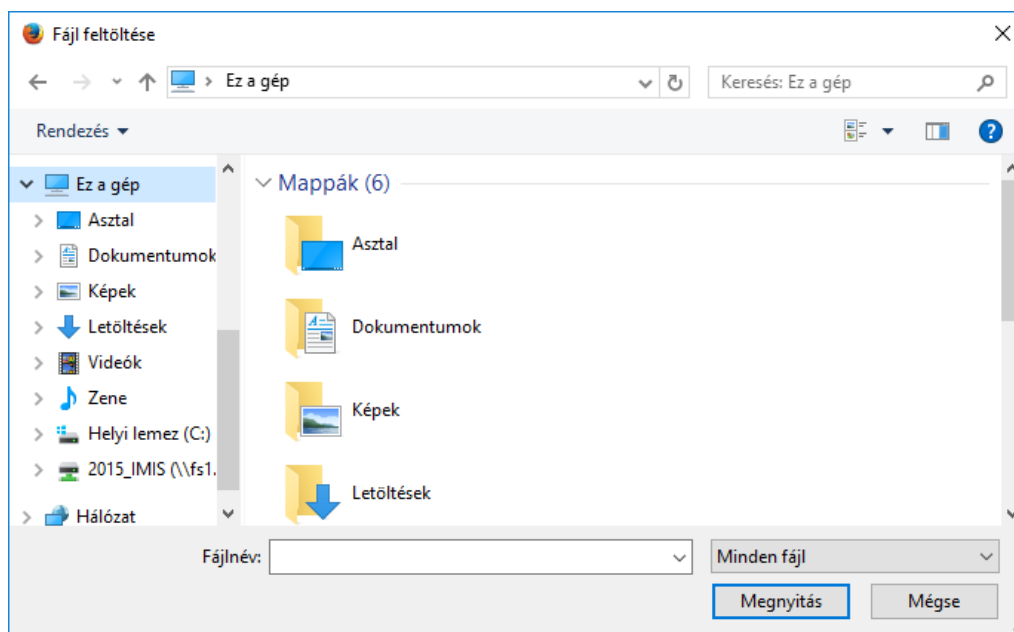 Fájl feltöltése
Ez a gép
Keresés: Ez a gép
Rendezés
Ez a gép
Asztal
Dokumentumok
Képek
Letöltések
Videók
Zene
Helyi lemez (C:)
2015_IMIS (\\fs1.
Hálózat
Mappák (6)
Asztal
Dokumentumok
Képek
Letöltések
Fájlnév:
Minden fájl
Megnyitás
Mégse